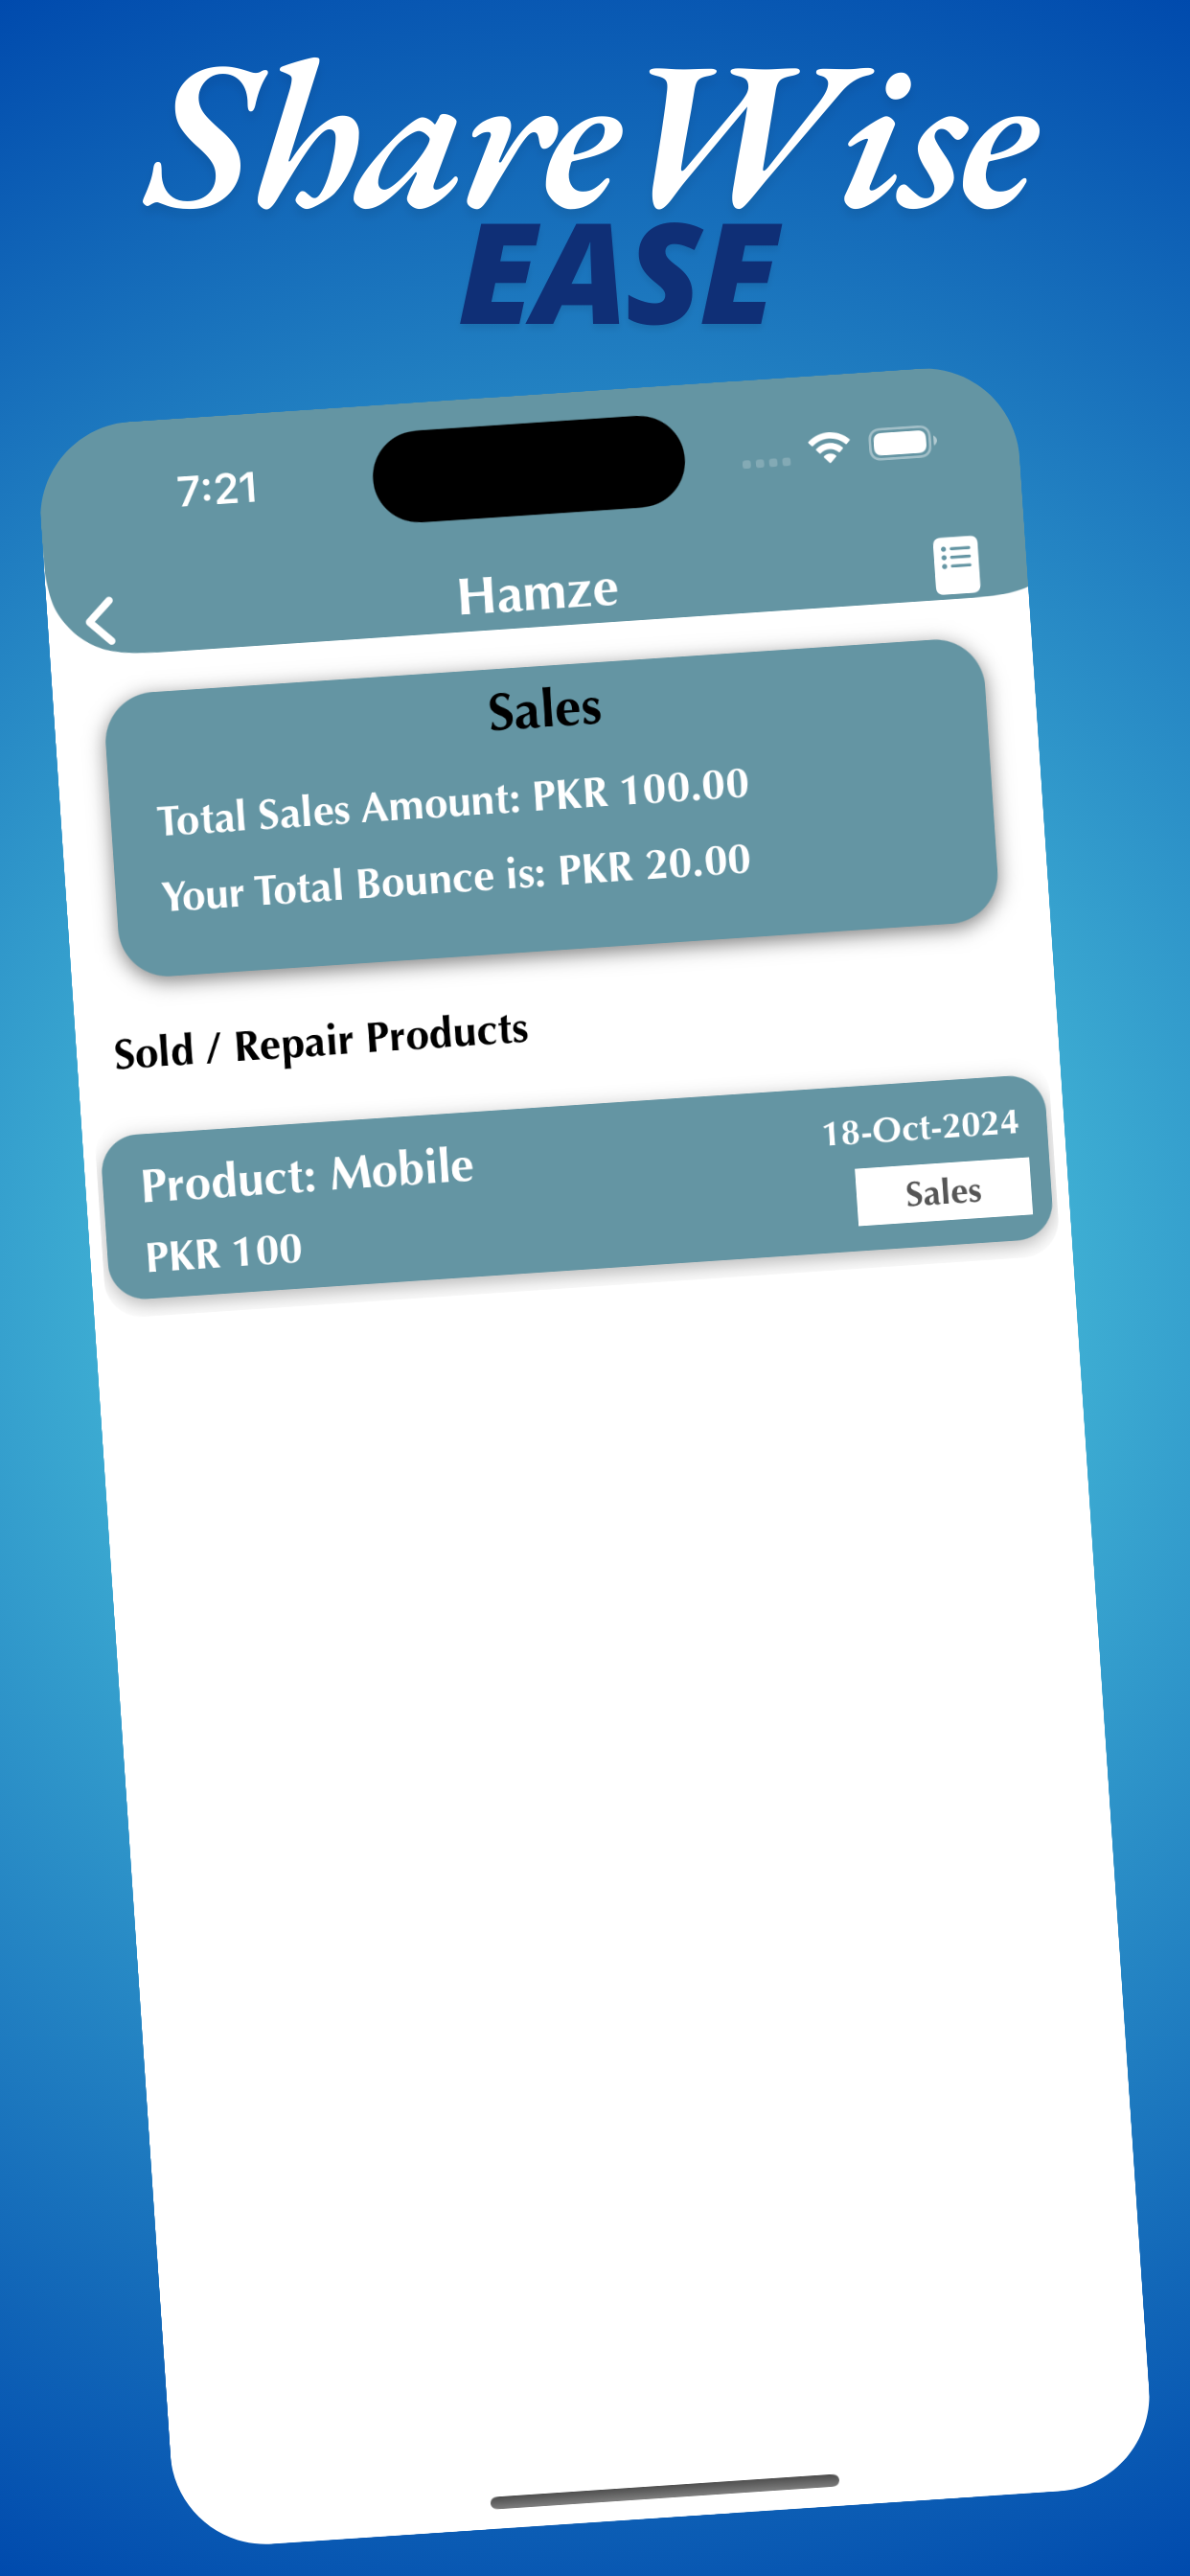 ShareWise
EASE
7:21
Hamze
Sales
Total Sales Amount: PKR 100.00
Your Total Bounce is: PKR 20.00
Sold / Repair Products
Product: Mobile
18-Oct-2024
PKR 100
Sales